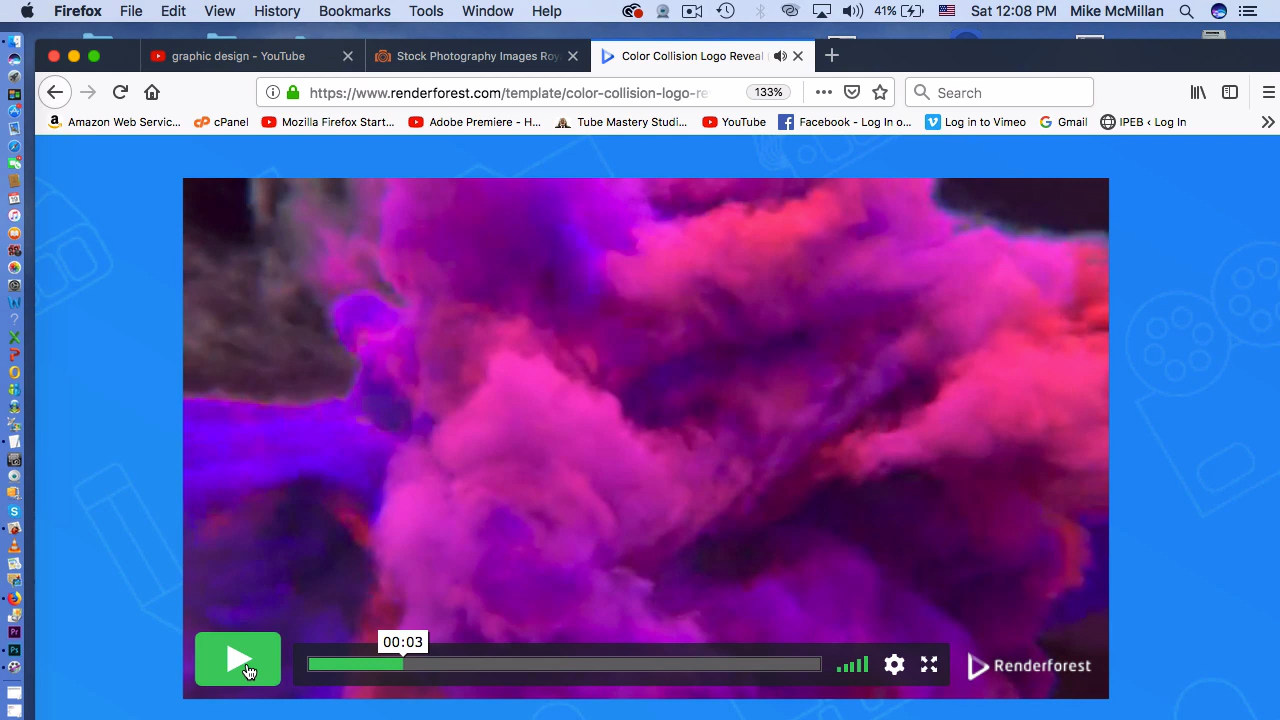 Firefox File Edit View History Bookmarks Tools Window Help 41% Sat 12:08 PM Mike McMillan
graphic design - YouTube Stock Photography Images Roy Color Collision Logo Reveal
https://www.renderforest.com/template/color-collision-logo-re 133% Search
Amazon Web Servic... cPanel Mozilla Firefox Start... Adobe Premiere - H... Tube Mastery Studi... YouTube Facebook - Log In o... Log in to Vimeo Gmail IPEB ‹ Log In
00:03
Renderforest